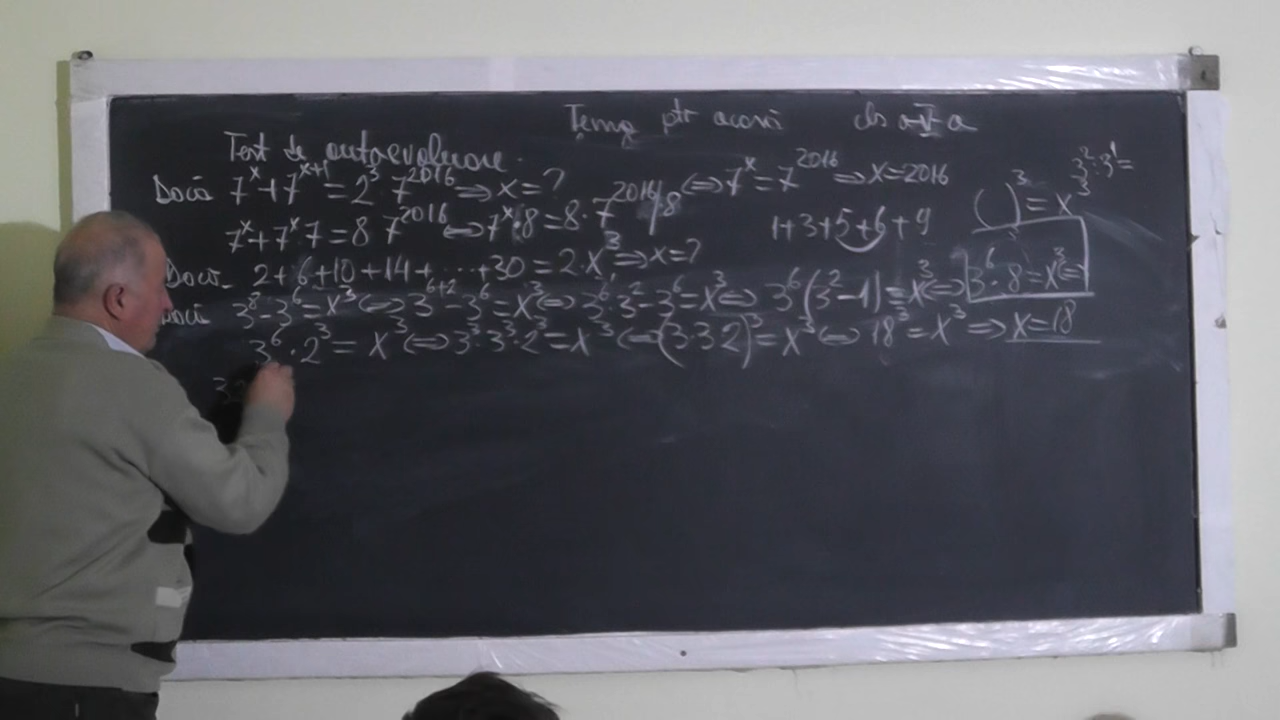 Tema ptr acasă cls a V a
Test de autoevaluare.
Dacă 7^x+7^{x+1}=2^3·7^{2016} ⇒ x=? ⇔ 7^x=7^{2016} ⇒ x=2016
7^x+7^x·7=8·7^{2016} ⇔ 7^x·8=8·7^{2016}|:8
1+3+5+6+9
( )^3=x^3
3^2·3^1=
Dacă 2+6+10+14+...+30=2·x^3 ⇒ x=?
Dacă 3^8-3^6=x^3 ⇔ 3^{6+2}-3^6=x^3 ⇔ 3^6·3^2-3^6=x^3 ⇔ 3^6(3^2-1)=x^3 ⇔ 3^6·8=x^3 ⇔
3^6·2^3=x^3 ⇔ 3^3·3^3·2^3=x^3 ⇔ (3·3·2)^3=x^3 ⇔ 18^3=x^3 ⇒ x=18